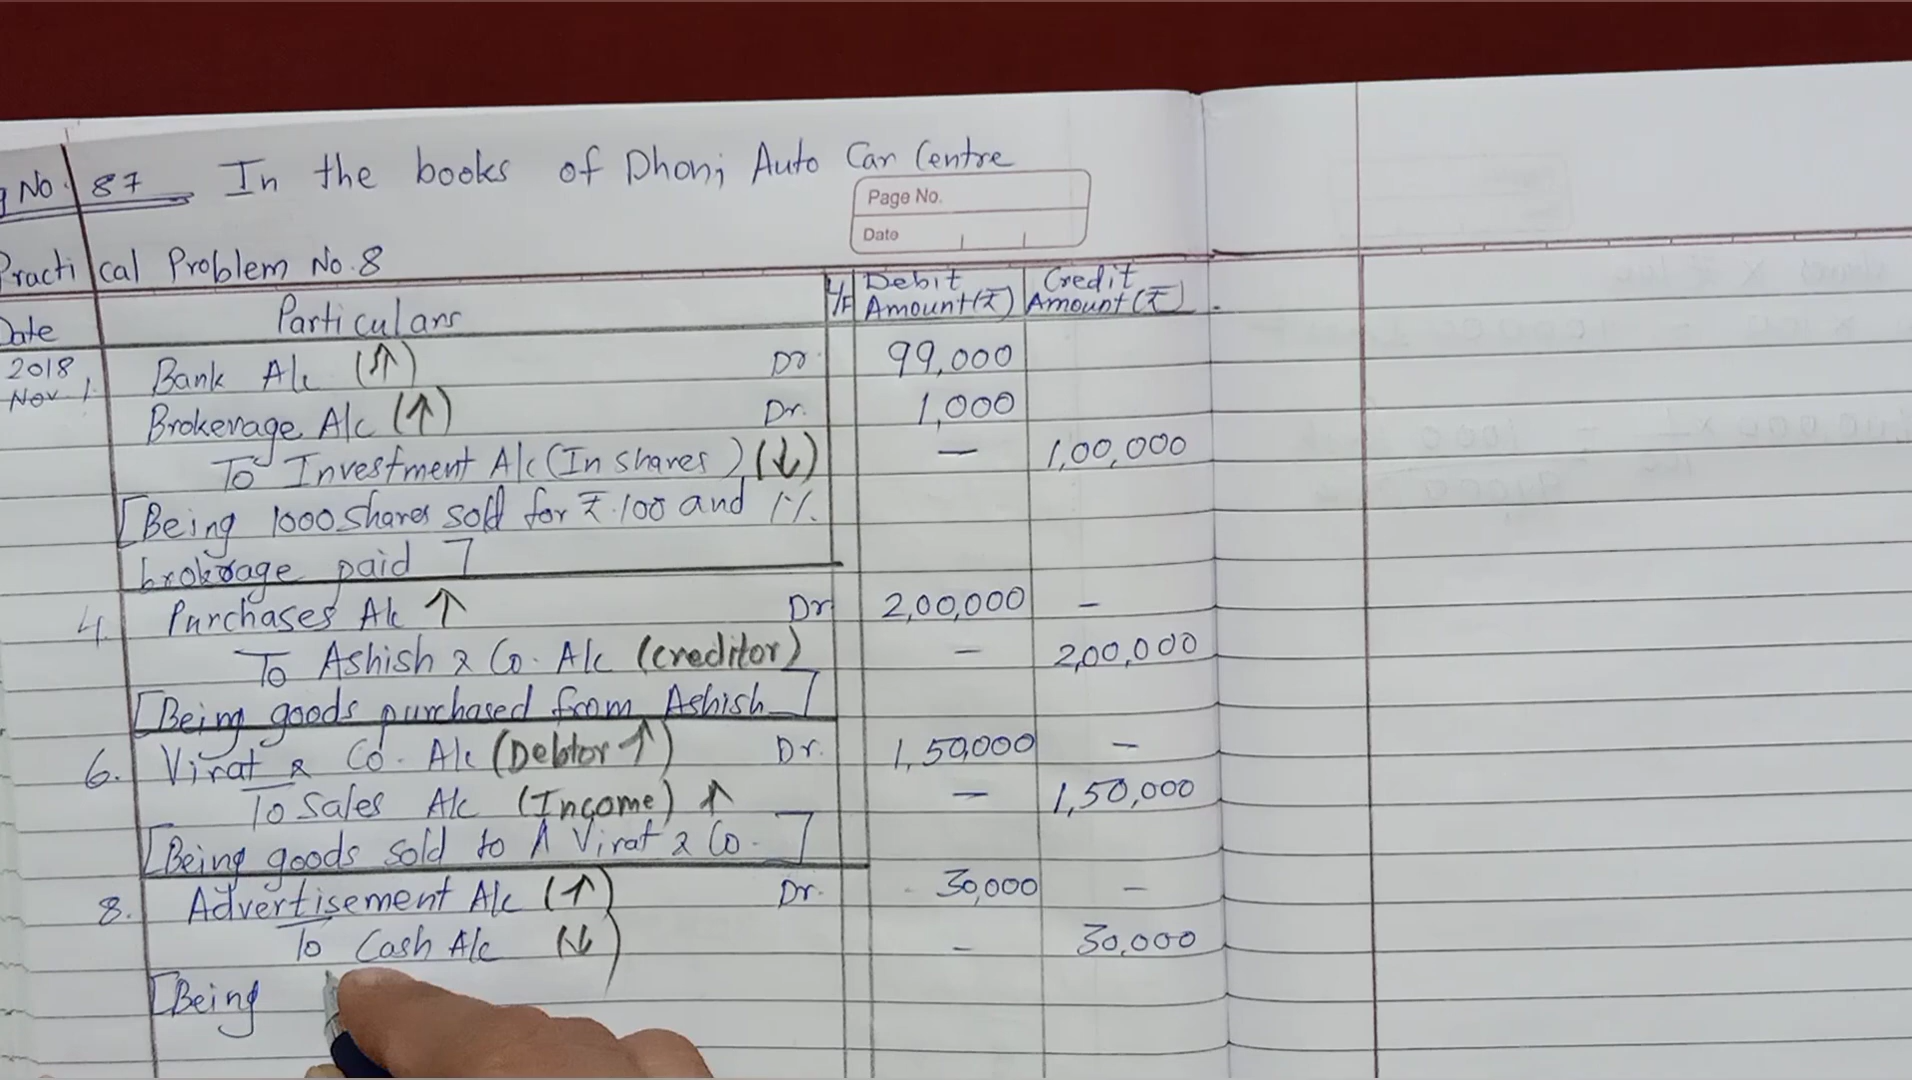 g No. 87 In the books of Dhoni Auto Car Centre
Page No.
Date
Practical Problem No. 8
Date Particulars L/F Debit Amount (₹) Credit Amount (₹)
2018 Nov. 1 Bank A/c (↑) Dr 99,000
Brokerage A/c (↑) Dr. 1,000
To Investment A/c (In shares) (↓) — 1,00,000
[Being 1000 shares sold for ₹.100 and 1%.
brokerage paid]
4. Purchases A/c ↑ Dr 2,00,000 —
To Ashish & Co. A/c (creditor) — 2,00,000
[Being goods purchased from Ashish]
6. Virat & Co. A/c (Debtor ↑) Dr. 1,50,000 —
To Sales A/c (Income) ↑ — 1,50,000
[Being goods sold to A Virat & Co.]
8. Advertisement A/c (↑) Dr. 30,000 —
To Cash A/c (↓) — 30,000
[Being